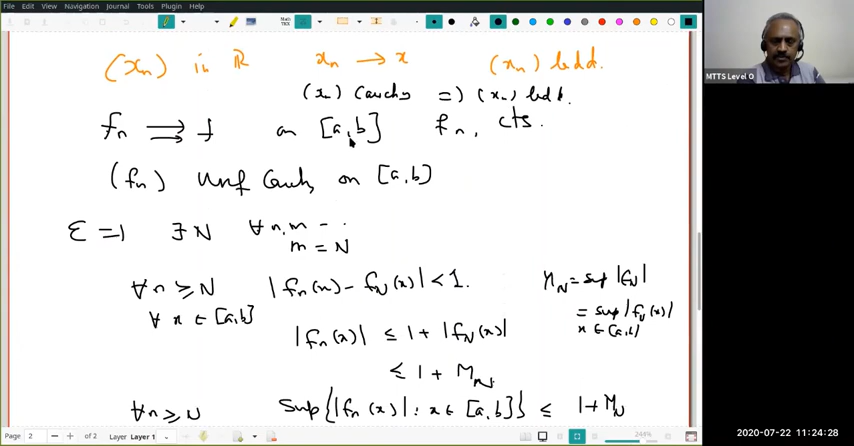 File Edit View Navigation Journal Tools Plugin Help
(xn) in ℝ xn → x (xn) bdd.
(xn) Cauchy => (xn) bdd.
fn ⇉ f on [a,b] fn, cts.
(fn) Unf Cauchy on [a,b]
ε = 1 ∃ N ∀ n,m - ..
m = N
∀ n ≥ N |fn(x) - fN(x)| < 1.
∀ x ∈ [a,b]
MN = sup |fN|
= sup |fN(x)|
x ∈ [a,b]
|fn(x)| ≤ 1 + |fN(x)|
≤ 1 + MN
∀ n ≥ N Sup{|fn(x)| : x ∈ [a,b]} ≤ 1 + MN
Page 2 of 2 Layer Layer 1
244%
MTTS Level O
2020-07-22 11:24:28